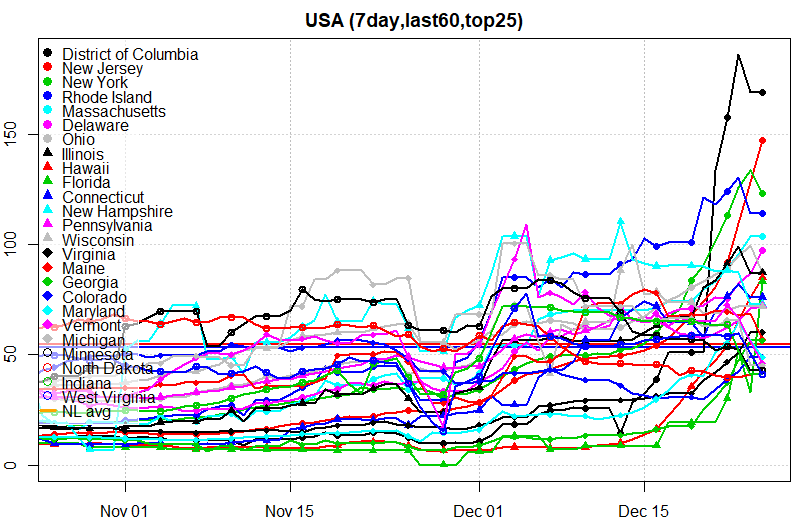 USA (7day,last60,top25)
District of Columbia
New Jersey
New York
Rhode Island
Massachusetts
Delaware
Ohio
Illinois
Hawaii
Florida
Connecticut
New Hampshire
Pennsylvania
Wisconsin
Virginia
Maine
Georgia
Colorado
Maryland
Vermont
Michigan
Minnesota
North Dakota
Indiana
West Virginia
NL avg
150
100
50
0
Nov 01 Nov 15 Dec 01 Dec 15